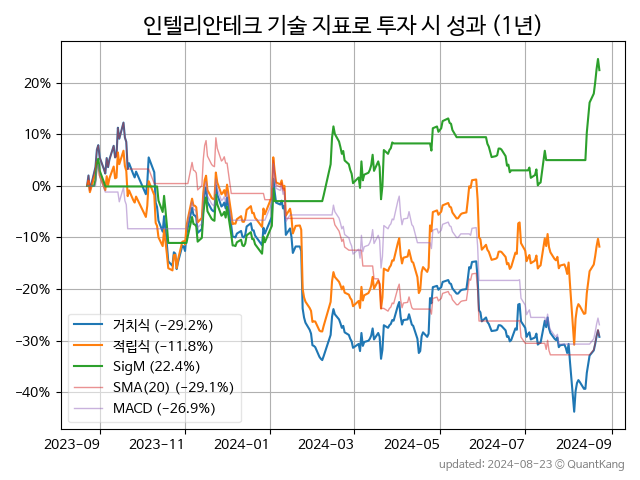 인텔리안테크 기술 지표로 투자 시 성과 (1년)
20%
10%
0%
−10%
−20%
−30%
−40%
거치식 (−29.2%)
적립식 (−11.8%)
SigM (22.4%)
SMA(20) (−29.1%)
MACD (−26.9%)
2023-09 2023-11 2024-01 2024-03 2024-05 2024-07 2024-09
updated: 2024-08-23 ⓒ QuantKang